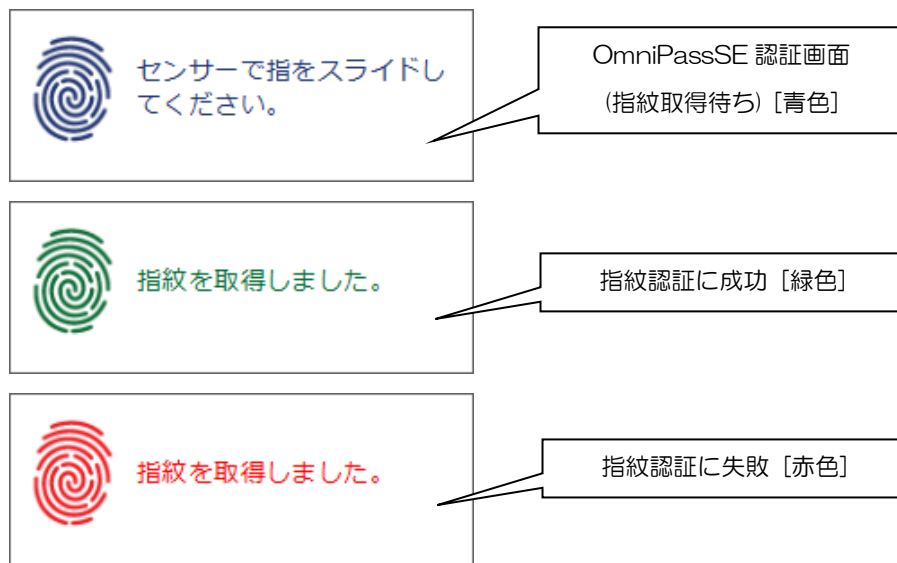 センサーで指をスライドし
てください。
OmniPassSE 認証画面
(指紋取得待ち) [青色]
指紋を取得しました。
指紋認証に成功 [緑色]
指紋を取得しました。
指紋認証に失敗 [赤色]